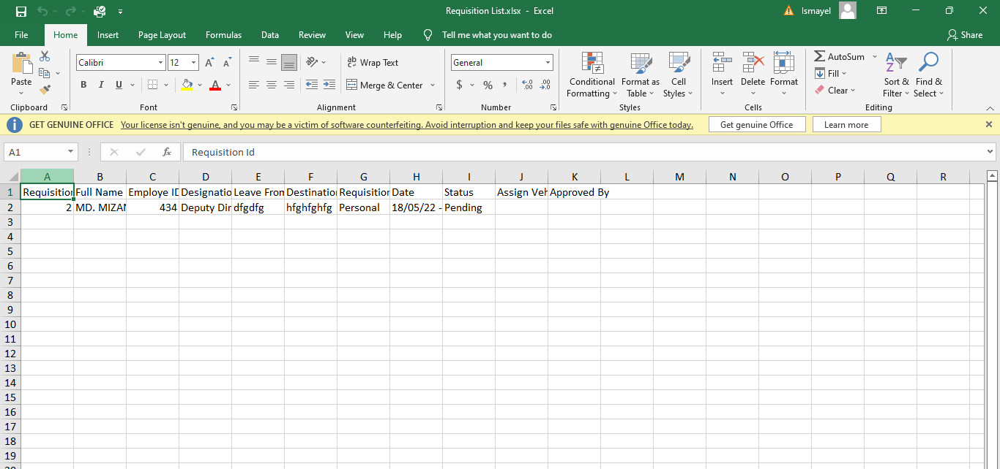 Requisition List.xlsx - Excel
Ismayel
File Home Insert Page Layout Formulas Data Review View Help Tell me what you want to do Share
Calibri 12 Wrap Text General Conditional Formatting Format as Table Cell Styles Insert Delete Format AutoSum Fill Clear Sort & Filter Find & Select
Paste B I U A Merge & Center $ % ,
Clipboard Font Alignment Number Styles Cells Editing
GET GENUINE OFFICE Your license isn't genuine, and you may be a victim of software counterfeiting. Avoid interruption and keep your files safe with genuine Office today. Get genuine Office Learn more
A1 fx Requisition Id
A B C D E F G H I J K L M N O P Q R
1 Requisition Full Name Employe ID Designatio Leave From Destination Requisition Date Status Assign Veh Approved By
2 2 MD. MIZAN 434 Deputy Dir dfgdfg hfghfghfg Personal 18/05/22 - Pending
3
4
5
6
7
8
9
10
11
12
13
14
15
16
17
18
19